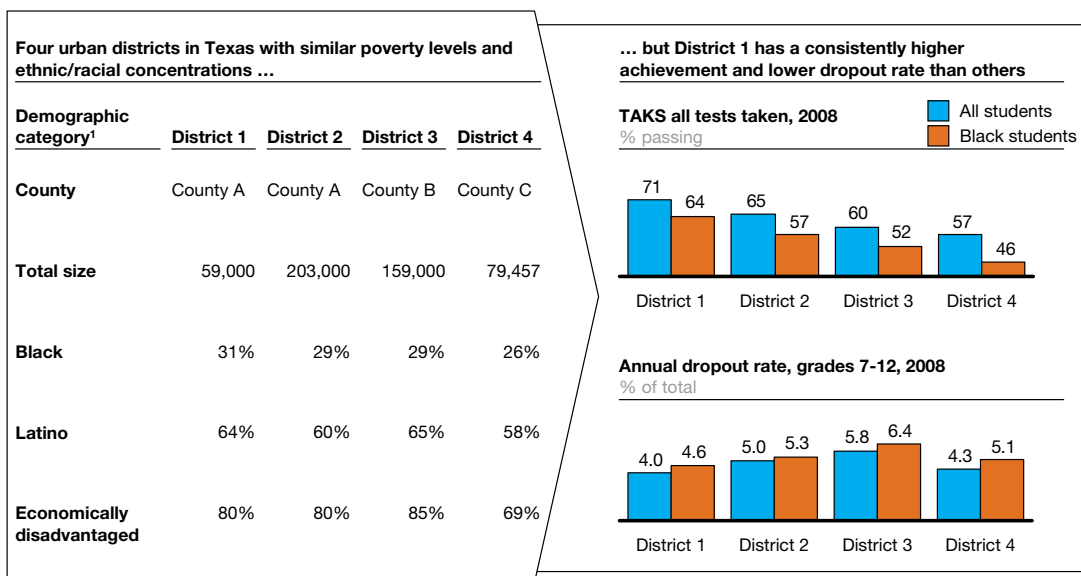 Four urban districts in Texas with similar poverty levels and
ethnic/racial concentrations …
Demographic
category¹ District 1 District 2 District 3 District 4
County County A County A County B County C
Total size 59,000 203,000 159,000 79,457
Black 31% 29% 29% 26%
Latino 64% 60% 65% 58%
Economically
disadvantaged 80% 80% 85% 69%
… but District 1 has a consistently higher
achievement and lower dropout rate than others
TAKS all tests taken, 2008
% passing
All students
Black students
71 64 65 57 60 52 57 46
District 1 District 2 District 3 District 4
Annual dropout rate, grades 7-12, 2008
% of total
4.0 4.6 5.0 5.3 5.8 6.4 4.3 5.1
District 1 District 2 District 3 District 4